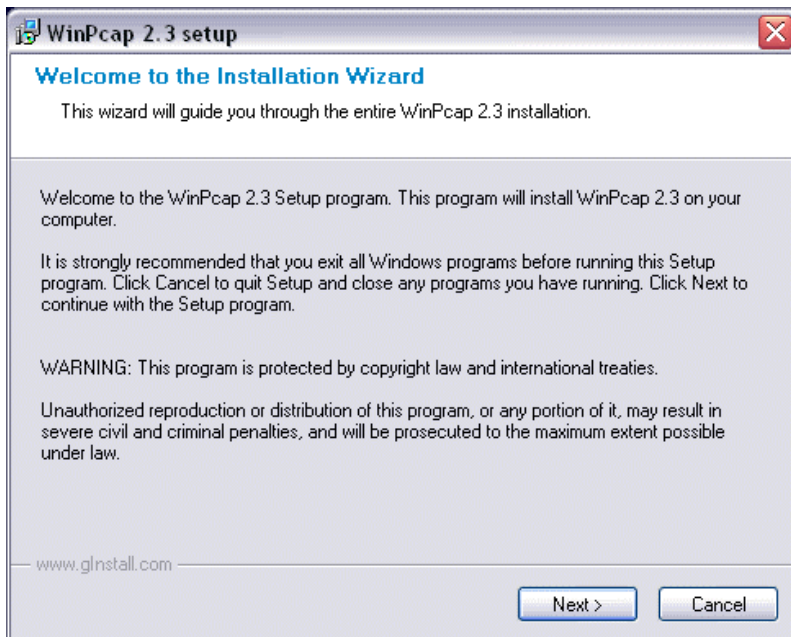 WinPcap 2.3 setup
Welcome to the Installation Wizard
This wizard will guide you through the entire WinPcap 2.3 installation.
Welcome to the WinPcap 2.3 Setup program. This program will install WinPcap 2.3 on your
computer.
It is strongly recommended that you exit all Windows programs before running this Setup
program. Click Cancel to quit Setup and close any programs you have running. Click Next to
continue with the Setup program.
WARNING: This program is protected by copyright law and international treaties.
Unauthorized reproduction or distribution of this program, or any portion of it, may result in
severe civil and criminal penalties, and will be prosecuted to the maximum extent possible
under law.
www.gInstall.com
Next >
Cancel